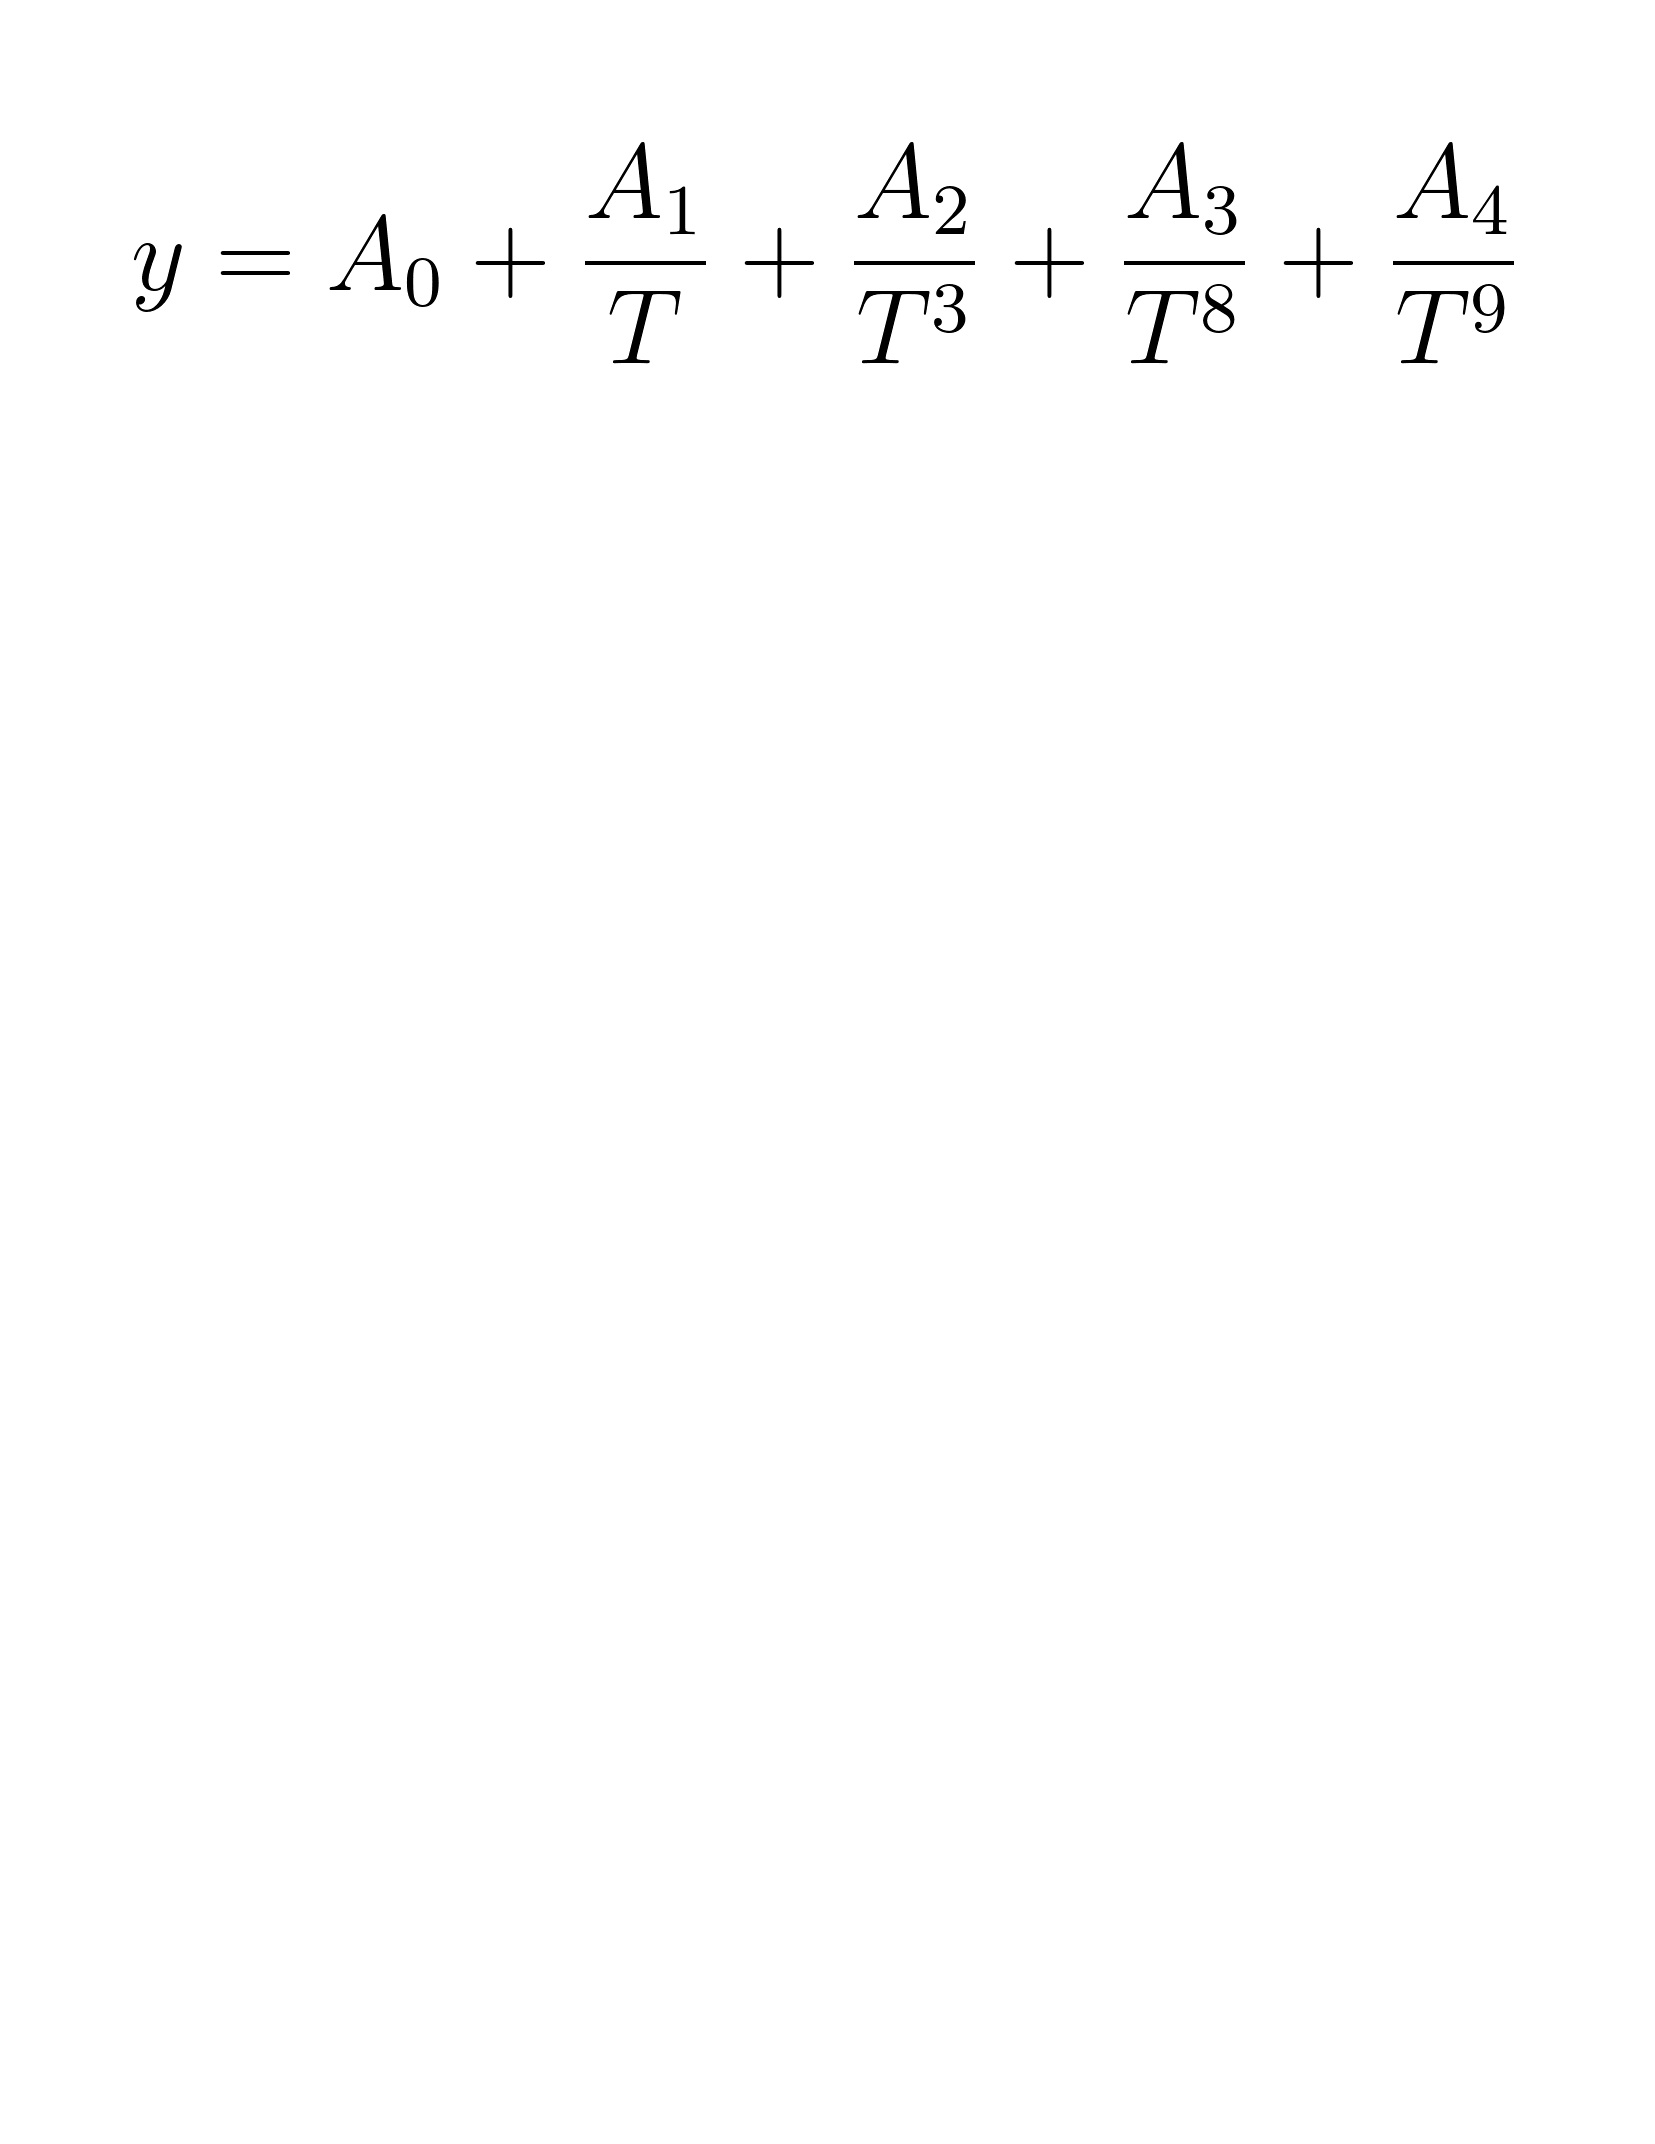 y = A_0 + \frac{A_1}{T} + \frac{A_2}{T^3} + \frac{A_3}{T^8} + \frac{A_4}{T^9}